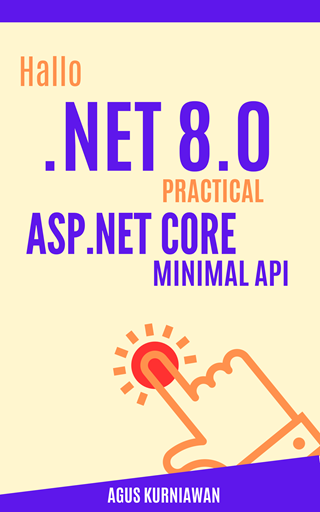 Hallo
.NET 8.0
PRACTICAL
ASP.NET CORE
MINIMAL API
AGUS KURNIAWAN